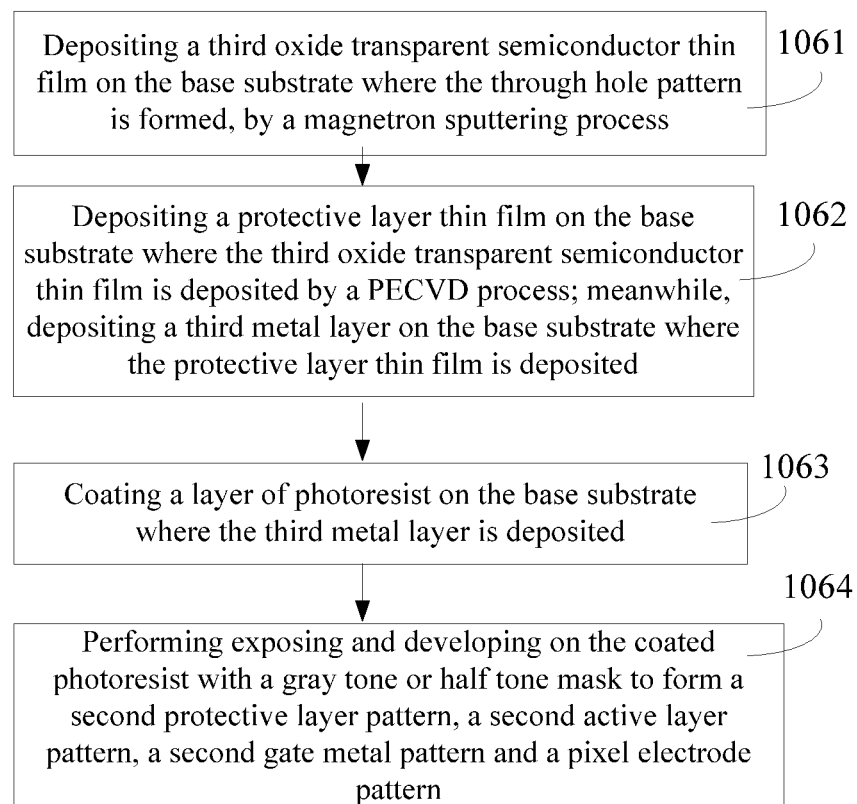 Depositing a third oxide transparent semiconductor thin
film on the base substrate where the through hole pattern
is formed, by a magnetron sputtering process
1061
Depositing a protective layer thin film on the base
substrate where the third oxide transparent semiconductor
thin film is deposited by a PECVD process; meanwhile,
depositing a third metal layer on the base substrate where
the protective layer thin film is deposited
1062
Coating a layer of photoresist on the base substrate
where the third metal layer is deposited
1063
Performing exposing and developing on the coated
photoresist with a gray tone or half tone mask to form a
second protective layer pattern, a second active layer
pattern, a second gate metal pattern and a pixel electrode
pattern
1064